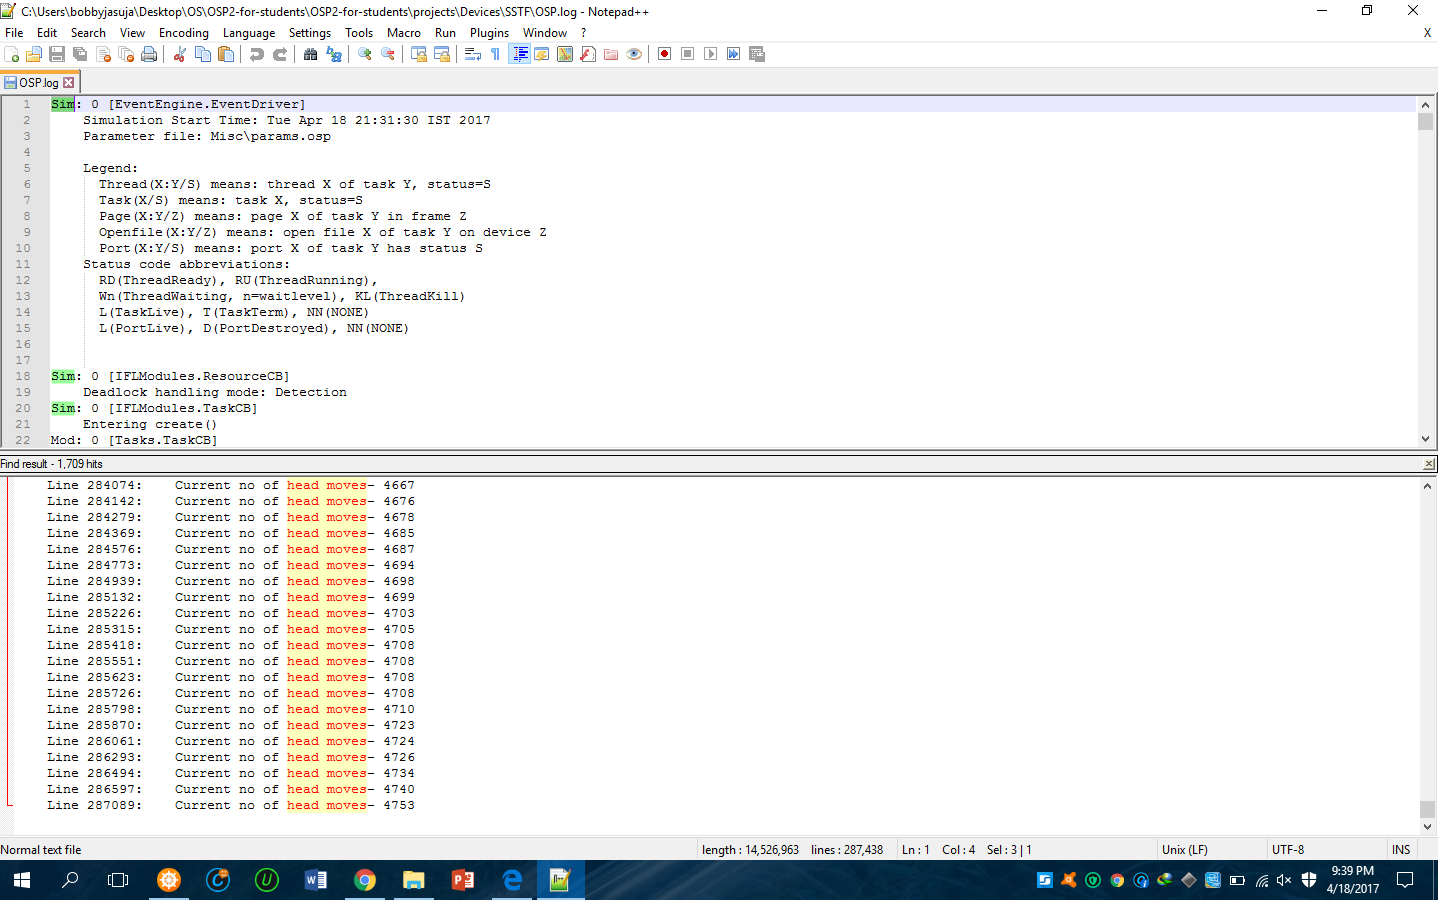 C:\Users\bobbyjasuja\Desktop\OS\OSP2-for-students\OSP2-for-students\projects\Devices\SSTF\OSP.log - Notepad++
File Edit Search View Encoding Language Settings Tools Macro Run Plugins Window ? X
OSP.log
1 Sim: 0 [EventEngine.EventDriver]
2 Simulation Start Time: Tue Apr 18 21:31:30 IST 2017
3 Parameter file: Misc\params.osp
4
5 Legend:
6 Thread(X:Y/S) means: thread X of task Y, status=S
7 Task(X/S) means: task X, status=S
8 Page(X:Y/Z) means: page X of task Y in frame Z
9 Openfile(X:Y/Z) means: open file X of task Y on device Z
10 Port(X:Y/S) means: port X of task Y has status S
11 Status code abbreviations:
12 RD(ThreadReady), RU(ThreadRunning),
13 Wn(ThreadWaiting, n=waitlevel), KL(ThreadKill)
14 L(TaskLive), T(TaskTerm), NN(NONE)
15 L(PortLive), D(PortDestroyed), NN(NONE)
16
17
18 Sim: 0 [IFLModules.ResourceCB]
19 Deadlock handling mode: Detection
20 Sim: 0 [IFLModules.TaskCB]
21 Entering create()
22 Mod: 0 [Tasks.TaskCB]
Find result - 1,709 hits
Line 284074: Current no of head moves- 4667
Line 284142: Current no of head moves- 4676
Line 284279: Current no of head moves- 4678
Line 284369: Current no of head moves- 4685
Line 284576: Current no of head moves- 4687
Line 284773: Current no of head moves- 4694
Line 284939: Current no of head moves- 4698
Line 285132: Current no of head moves- 4699
Line 285226: Current no of head moves- 4703
Line 285315: Current no of head moves- 4705
Line 285418: Current no of head moves- 4708
Line 285551: Current no of head moves- 4708
Line 285623: Current no of head moves- 4708
Line 285726: Current no of head moves- 4708
Line 285798: Current no of head moves- 4710
Line 285870: Current no of head moves- 4723
Line 286061: Current no of head moves- 4724
Line 286293: Current no of head moves- 4726
Line 286494: Current no of head moves- 4734
Line 286597: Current no of head moves- 4740
Line 287089: Current no of head moves- 4753
Normal text file length : 14,526,963 lines : 287,438 Ln : 1 Col : 4 Sel : 3 | 1 Unix (LF) UTF-8 INS
9:39 PM
4/18/2017